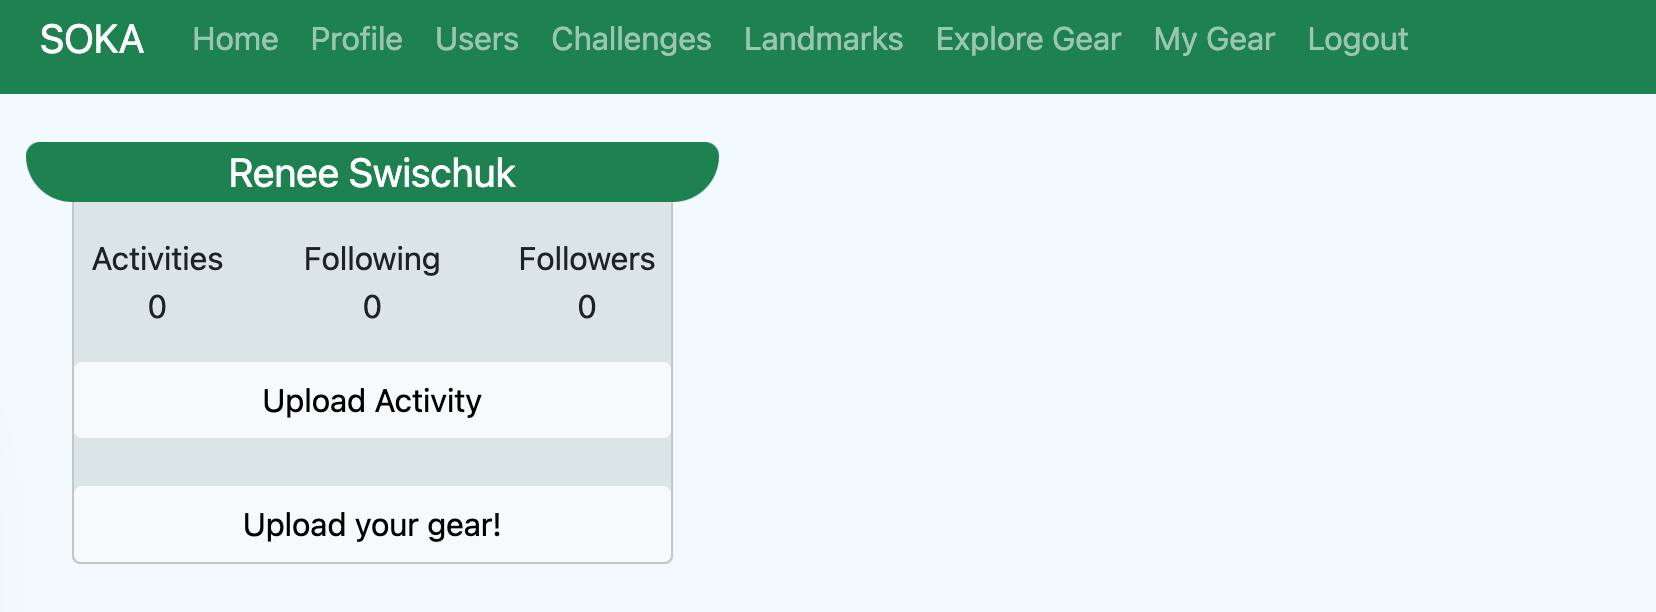 SOKA Home Profile Users Challenges Landmarks Explore Gear My Gear Logout
Renee Swischuk
Activities Following Followers
0 0 0
Upload Activity
Upload your gear!